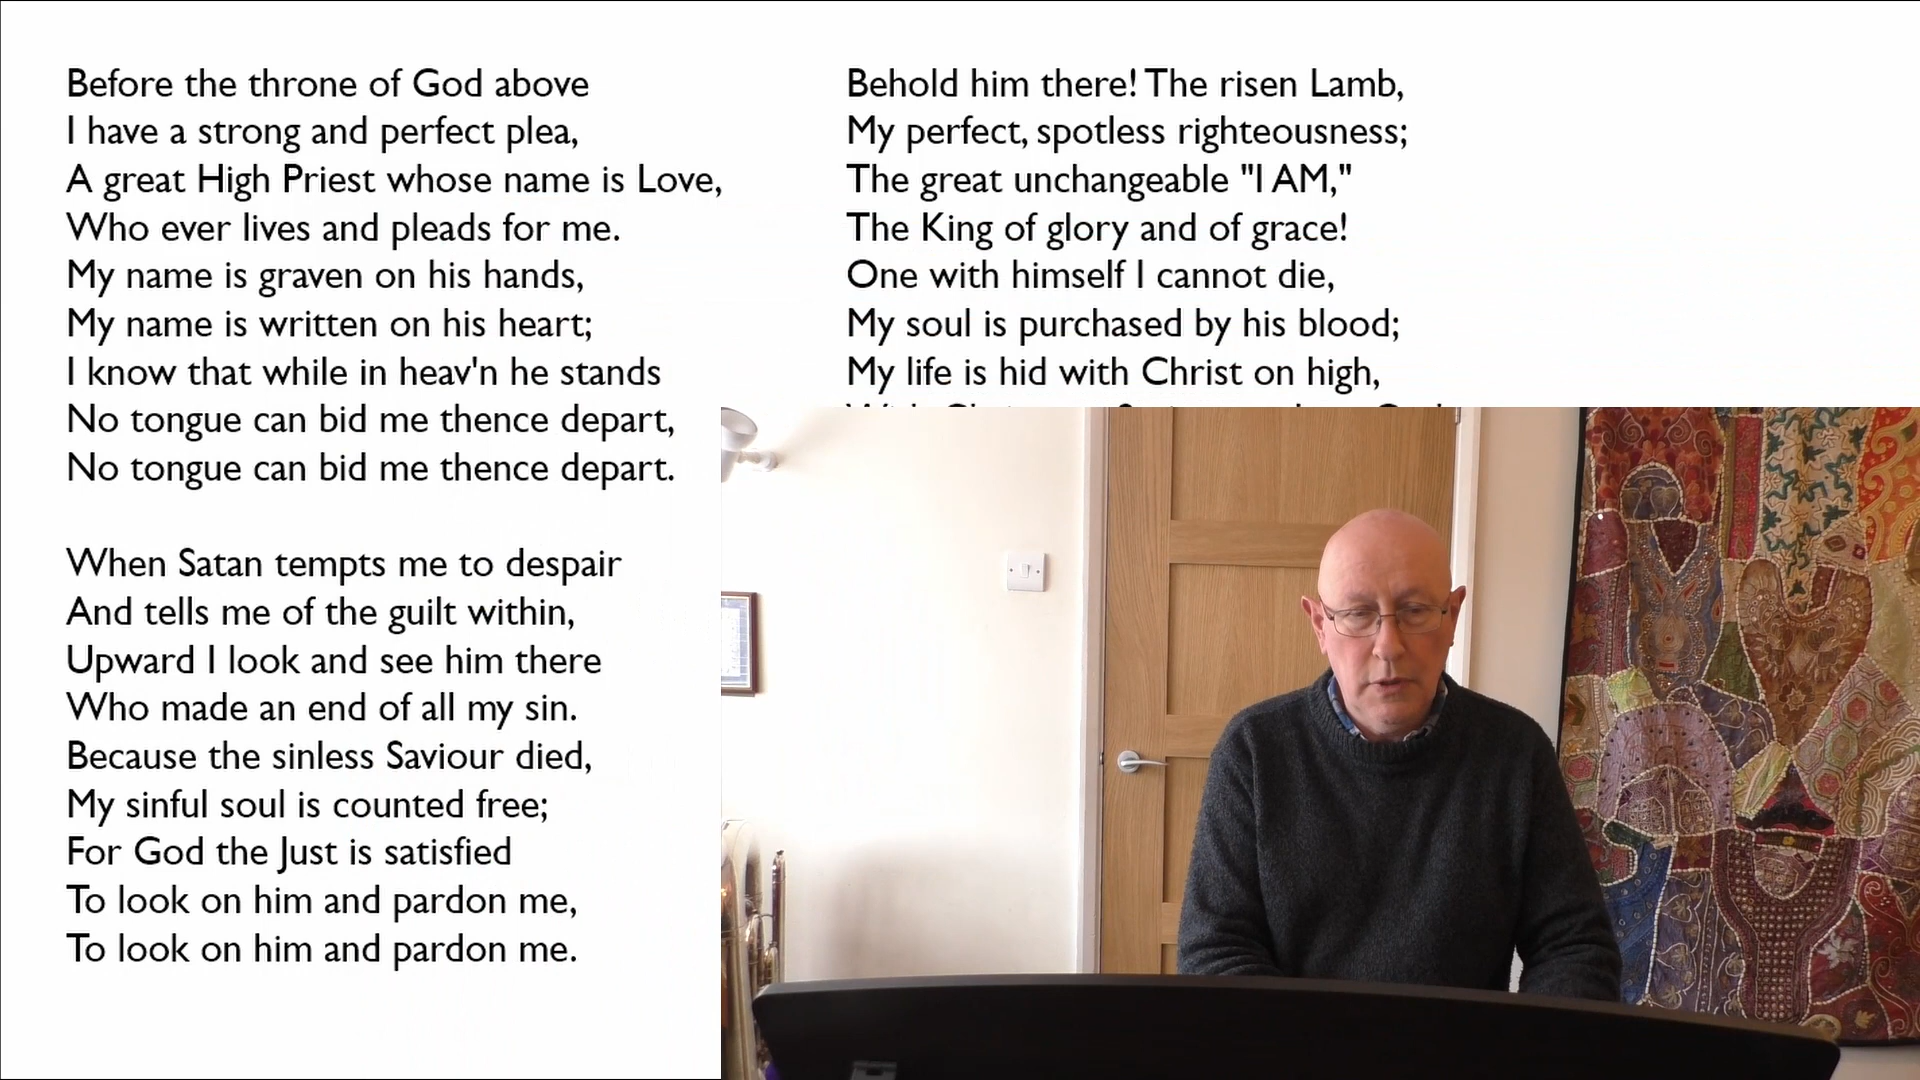 Before the throne of God above
I have a strong and perfect plea,
A great High Priest whose name is Love,
Who ever lives and pleads for me.
My name is graven on his hands,
My name is written on his heart;
I know that while in heav'n he stands
No tongue can bid me thence depart,
No tongue can bid me thence depart.
When Satan tempts me to despair
And tells me of the guilt within,
Upward I look and see him there
Who made an end of all my sin.
Because the sinless Saviour died,
My sinful soul is counted free;
For God the Just is satisfied
To look on him and pardon me,
To look on him and pardon me.
Behold him there! The risen Lamb,
My perfect, spotless righteousness;
The great unchangeable "I AM,"
The King of glory and of grace!
One with himself I cannot die,
My soul is purchased by his blood;
My life is hid with Christ on high,